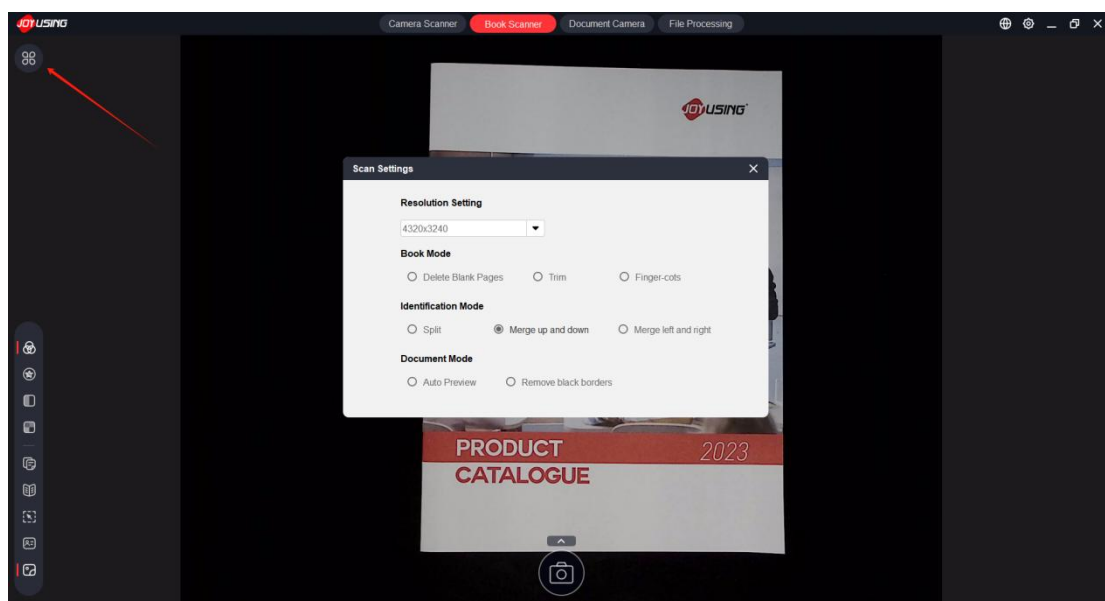 JOYUSING
Camera Scanner
Book Scanner
Document Camera
File Processing
JOYUSING
Scan Settings
Resolution Setting
4320x3240
Book Mode
Delete Blank Pages
Trim
Finger-cots
Identification Mode
Split
Merge up and down
Merge left and right
Document Mode
Auto Preview
Remove black borders
PRODUCT 2023
CATALOGUE